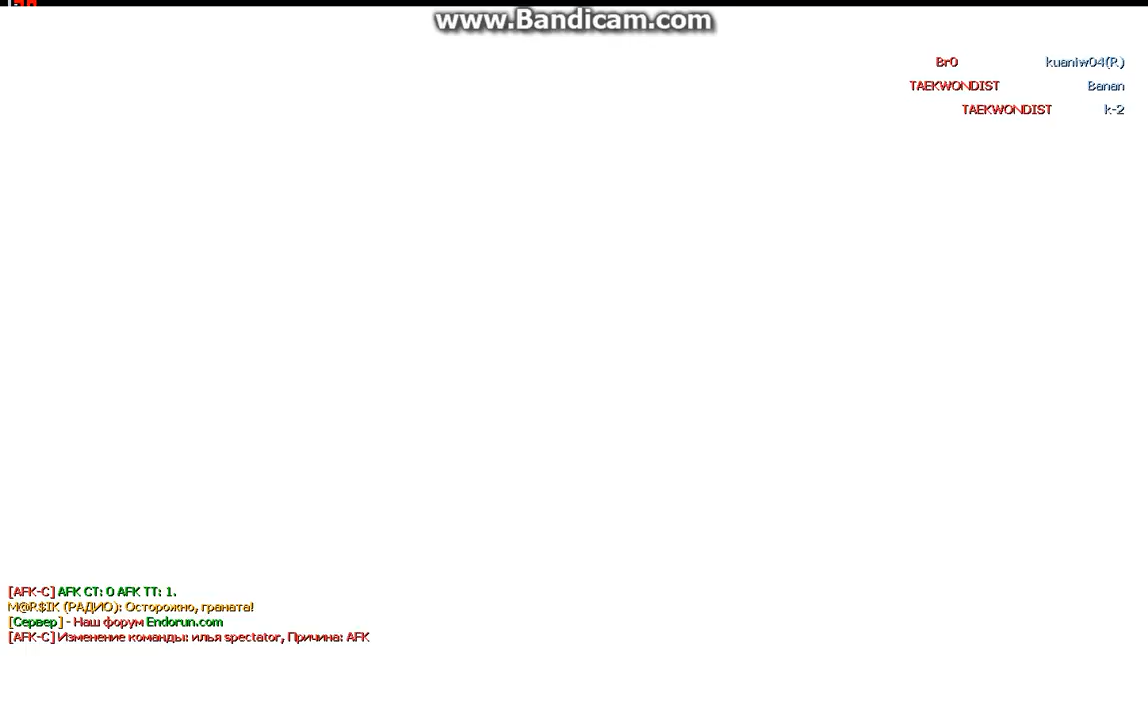 www.Bandicam.com
Br0 kuaniw04(R)
TAEKWONDIST Banan
TAEKWONDIST k-2
[AFK-C] AFK CT: 0 AFK TT: 1.
M@R$IK (РАДИО): Осторожно, граната!
[Сервер] - Наш форум Endorun.com
[AFK-C] Изменение команды: илья spectator, Причина: AFK